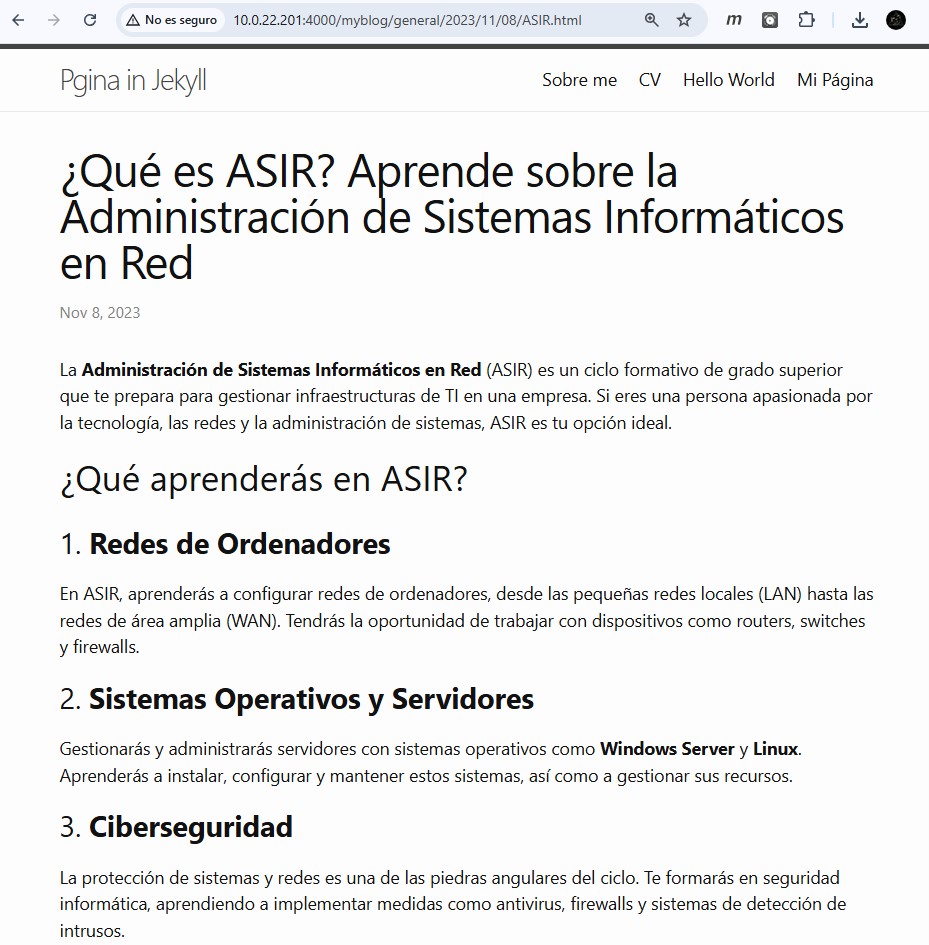 No es seguro
10.0.22.201:4000/myblog/general/2023/11/08/ASIR.html
m
Pgina in Jekyll
Sobre me
CV
Hello World
Mi Página
¿Qué es ASIR? Aprende sobre la
Administración de Sistemas Informáticos
en Red
Nov 8, 2023
La Administración de Sistemas Informáticos en Red (ASIR) es un ciclo formativo de grado superior
que te prepara para gestionar infraestructuras de TI en una empresa. Si eres una persona apasionada por
la tecnología, las redes y la administración de sistemas, ASIR es tu opción ideal.
¿Qué aprenderás en ASIR?
1. Redes de Ordenadores
En ASIR, aprenderás a configurar redes de ordenadores, desde las pequeñas redes locales (LAN) hasta las
redes de área amplia (WAN). Tendrás la oportunidad de trabajar con dispositivos como routers, switches
y firewalls.
2. Sistemas Operativos y Servidores
Gestionarás y administrarás servidores con sistemas operativos como Windows Server y Linux.
Aprenderás a instalar, configurar y mantener estos sistemas, así como a gestionar sus recursos.
3. Ciberseguridad
La protección de sistemas y redes es una de las piedras angulares del ciclo. Te formarás en seguridad
informática, aprendiendo a implementar medidas como antivirus, firewalls y sistemas de detección de
intrusos.